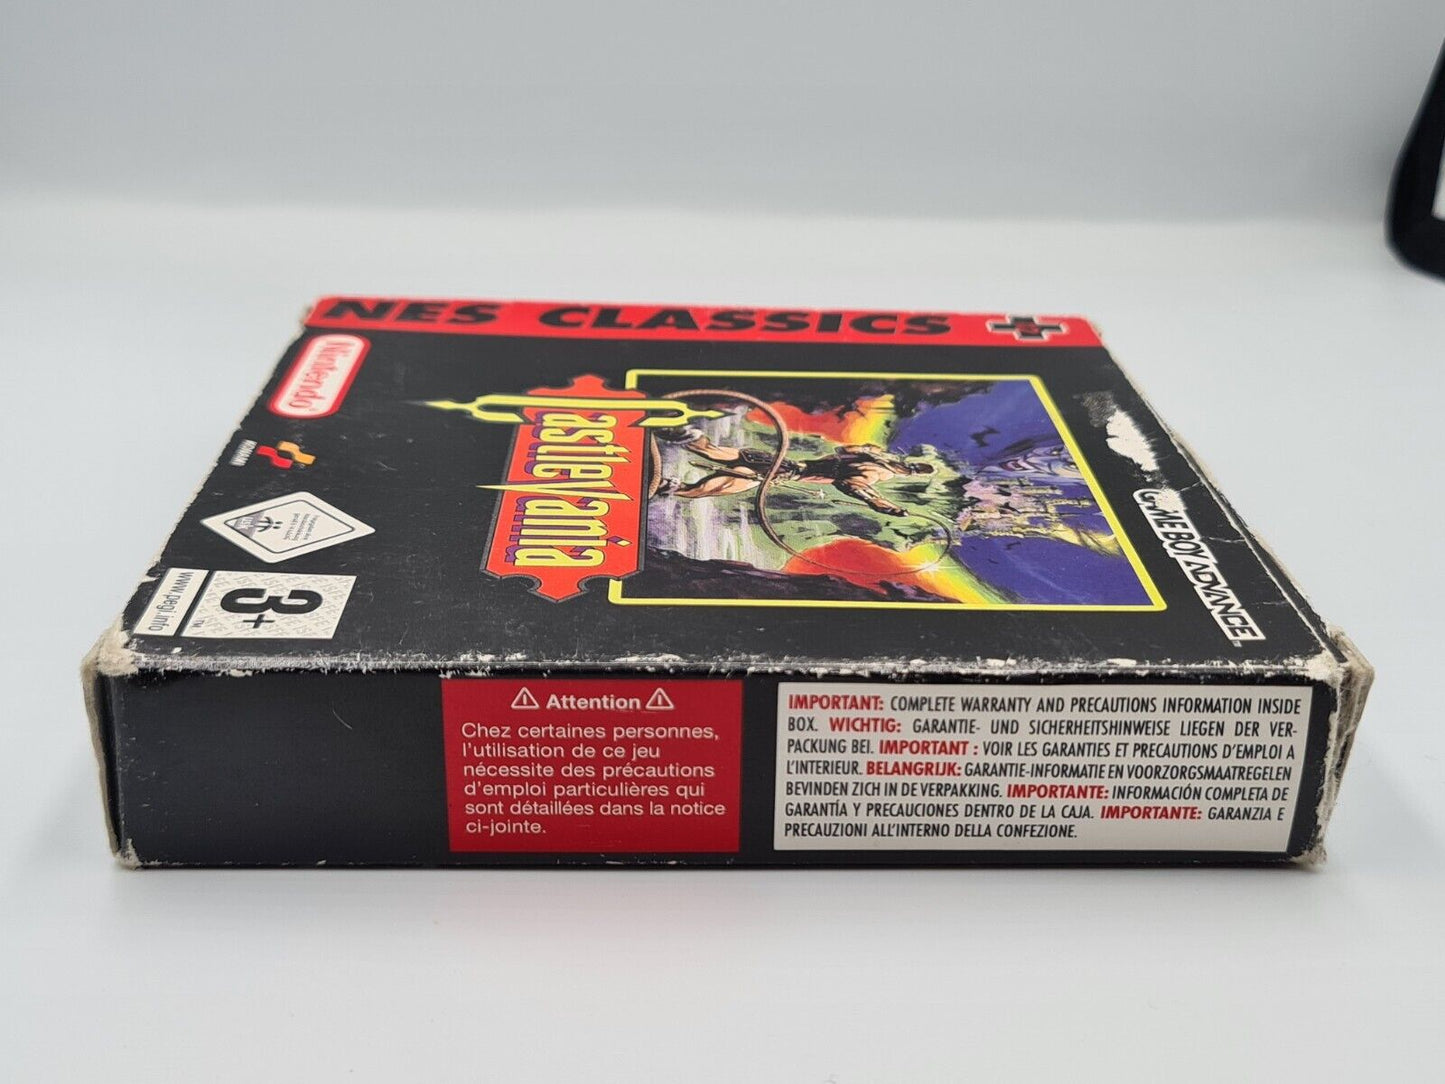 NES CLASSICS
Nintendo
KONAMI
CastleVania
GAME BOY ADVANCE
3+
www.pegi.info
TM
⚠ Attention ⚠
Chez certaines personnes,
l'utilisation de ce jeu
nécessite des précautions
d'emploi particulières qui
sont détaillées dans la notice
ci-jointe.
IMPORTANT: COMPLETE WARRANTY AND PRECAUTIONS INFORMATION INSIDE
BOX. WICHTIG: GARANTIE- UND SICHERHEITSHINWEISE LIEGEN DER VER-
PACKUNG BEI. IMPORTANT : VOIR LES GARANTIES ET PRECAUTIONS D'EMPLOI A
L'INTERIEUR. BELANGRIJK: GARANTIE-INFORMATIE EN VOORZORGSMAATREGELEN
BEVINDEN ZICH IN DE VERPAKKING. IMPORTANTE: INFORMACIÓN COMPLETA DE
GARANTÍA Y PRECAUCIONES DENTRO DE LA CAJA. IMPORTANTE: GARANZIA E
PRECAUZIONI ALL'INTERNO DELLA CONFEZIONE.